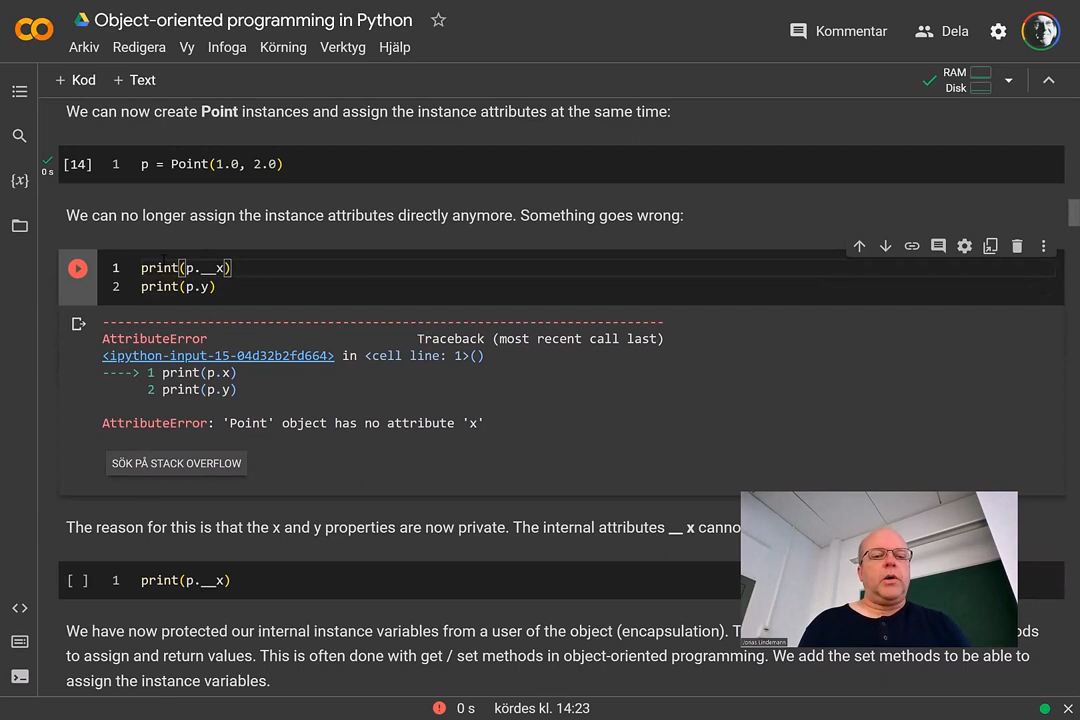 Object-oriented programming in Python
Arkiv Redigera Vy Infoga Körning Verktyg Hjälp
Kommentar
Dela
+ Kod + Text
RAM
Disk
We can now create Point instances and assign the instance attributes at the same time:
0 s
[14] 1 p = Point(1.0, 2.0)
We can no longer assign the instance attributes directly anymore. Something goes wrong:
1 print(p.__x)
2 print(p.y)
---------------------------------------------------------------------------
AttributeError Traceback (most recent call last)
<ipython-input-15-04d32b2fd664> in <cell line: 1>()
----> 1 print(p.x)
2 print(p.y)
AttributeError: 'Point' object has no attribute 'x'
SÖK PÅ STACK OVERFLOW
The reason for this is that the x and y properties are now private. The internal attributes __ x canno
[ ] 1 print(p.__x)
We have now protected our internal instance variables from a user of the object (encapsulation). T
ods
to assign and return values. This is often done with get / set methods in object-oriented programming. We add the set methods to be able to
assign the instance variables.
Jonas Lindemann
0 s kördes kl. 14:23